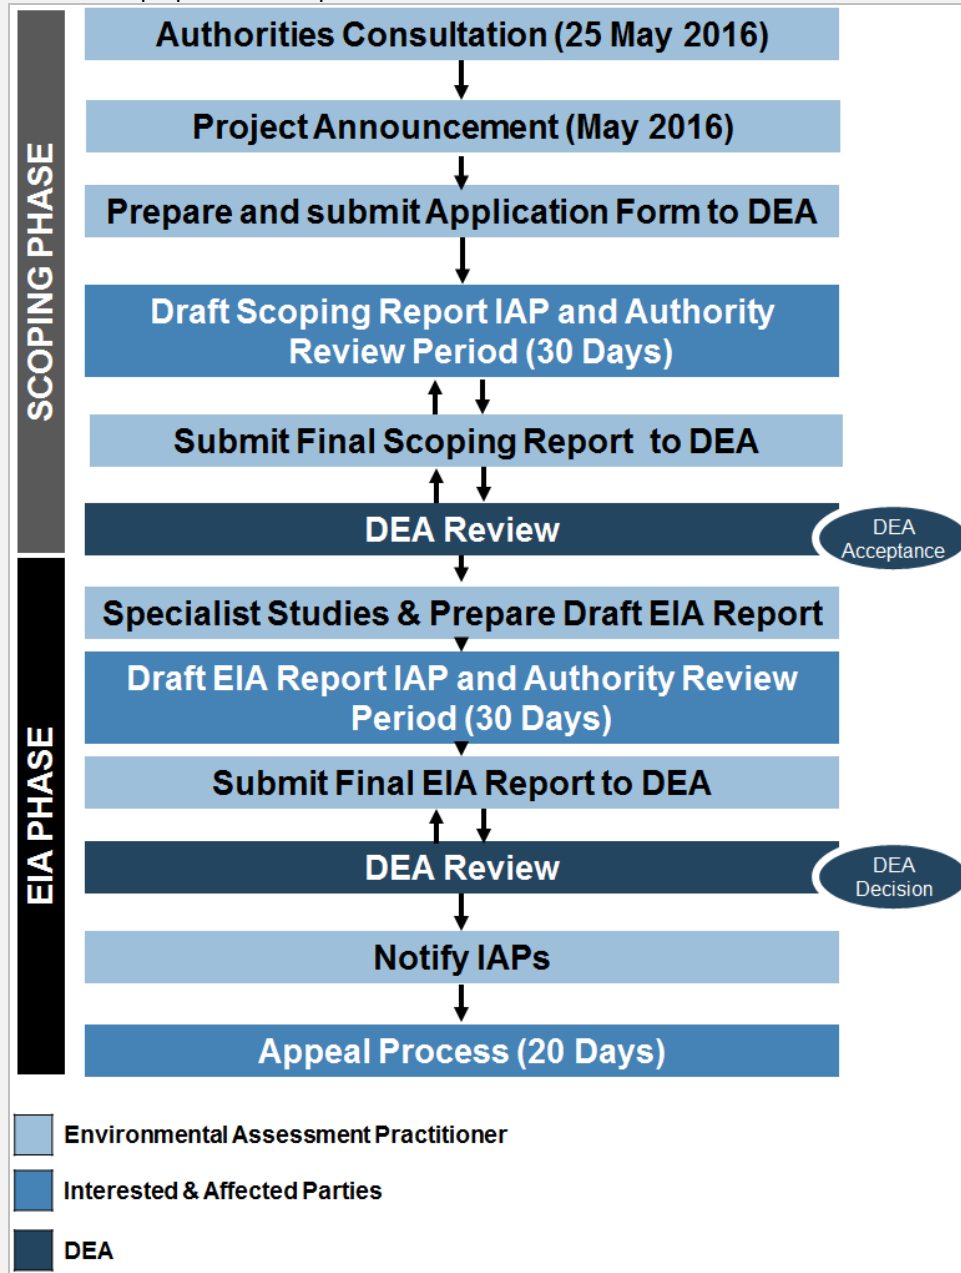 Authorities Consultation (25 May 2016)
Project Announcement (May 2016)
Prepare and submit Application Form to DEA
Draft Scoping Report IAP and Authority
Review Period (30 Days)
Submit Final Scoping Report to DEA
DEA Review
DEA
Acceptance
SCOPING PHASE
Specialist Studies & Prepare Draft EIA Report
Draft EIA Report IAP and Authority Review
Period (30 Days)
Submit Final EIA Report to DEA
DEA Review
DEA
Decision
Notify IAPs
Appeal Process (20 Days)
EIA PHASE
Environmental Assessment Practitioner
Interested & Affected Parties
DEA